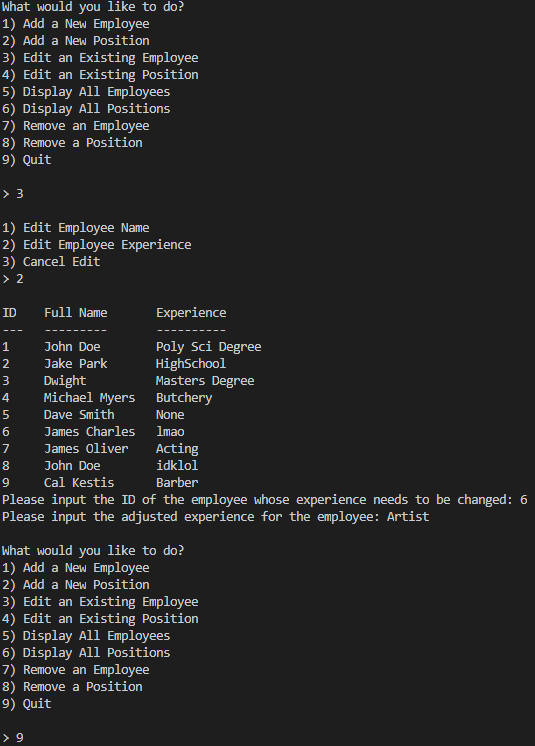 What would you like to do?
1) Add a New Employee
2) Add a New Position
3) Edit an Existing Employee
4) Edit an Existing Position
5) Display All Employees
6) Display All Positions
7) Remove an Employee
8) Remove a Position
9) Quit
> 3
1) Edit Employee Name
2) Edit Employee Experience
3) Cancel Edit
> 2
ID    Full Name       Experience
---   ---------       ----------
1     John Doe        Poly Sci Degree
2     Jake Park       HighSchool
3     Dwight          Masters Degree
4     Michael Myers   Butchery
5     Dave Smith      None
6     James Charles   lmao
7     James Oliver    Acting
8     John Doe        idklol
9     Cal Kestis      Barber
Please input the ID of the employee whose experience needs to be changed: 6
Please input the adjusted experience for the employee: Artist
What would you like to do?
1) Add a New Employee
2) Add a New Position
3) Edit an Existing Employee
4) Edit an Existing Position
5) Display All Employees
6) Display All Positions
7) Remove an Employee
8) Remove a Position
9) Quit
> 9